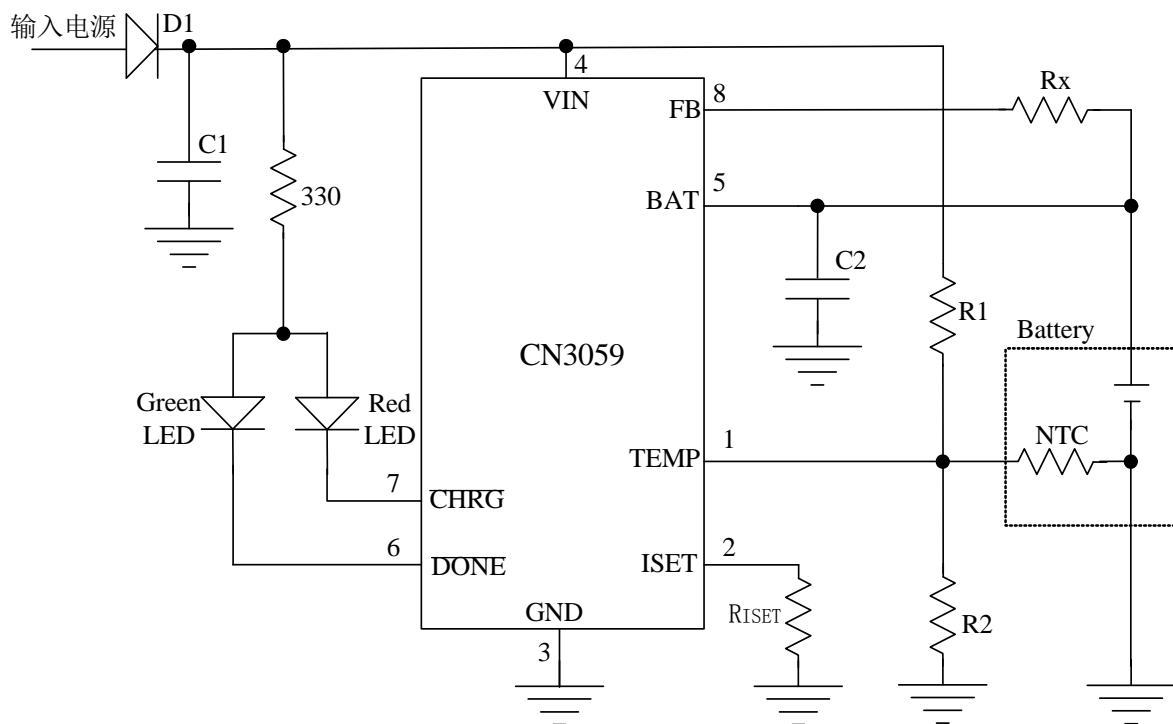 输入电源
D1
4
VIN
8
FB
Rx
C1
330
5
BAT
C2
R1
CN3059
Battery
Green
LED
Red
LED
1
TEMP
NTC
7
CHRG
6
DONE
2
ISET
GND
RISET
R2
3